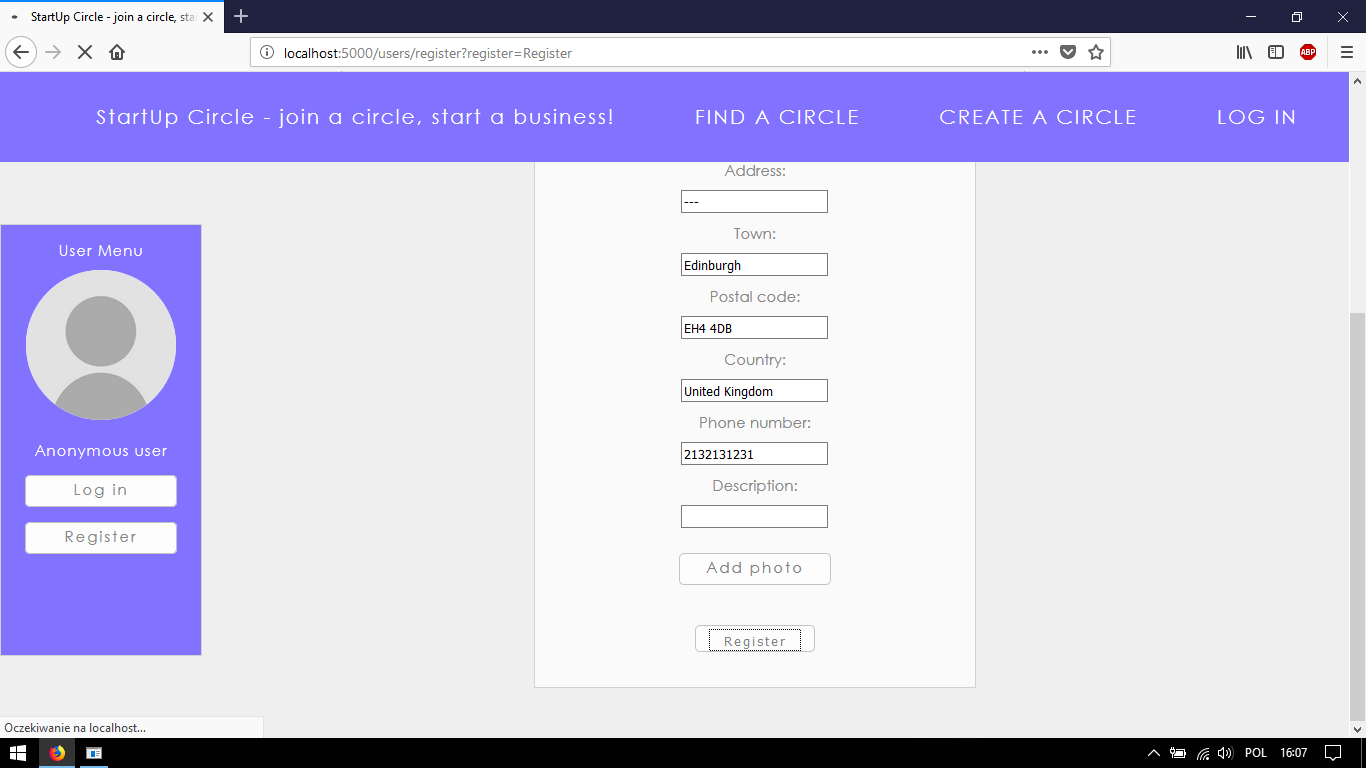 StartUp Circle - join a circle, sta
localhost:5000/users/register?register=Register
ABP
StartUp Circle - join a circle, start a business!
FIND A CIRCLE
CREATE A CIRCLE
LOG IN
User Menu
Anonymous user
Log in
Register
Address:
---
Town:
Edinburgh
Postal code:
EH4 4DB
Country:
United Kingdom
Phone number:
2132131231
Description:
Add photo
Register
Oczekiwanie na localhost...
POL
16:07